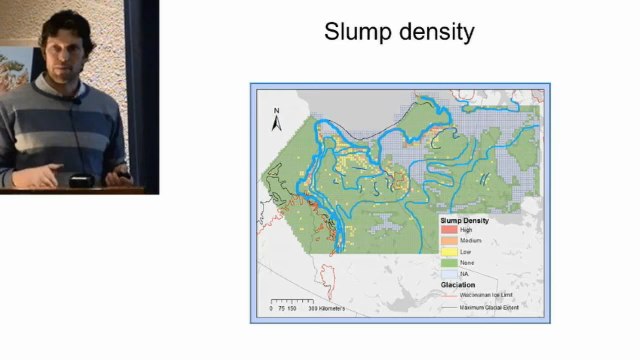 Slump density
N
Slump Density
High
Medium
Low
None
NA
Glaciation
Wisconsinan Ice Limit
Maximum Glacial Extent
0 75 150 300 Kilometers